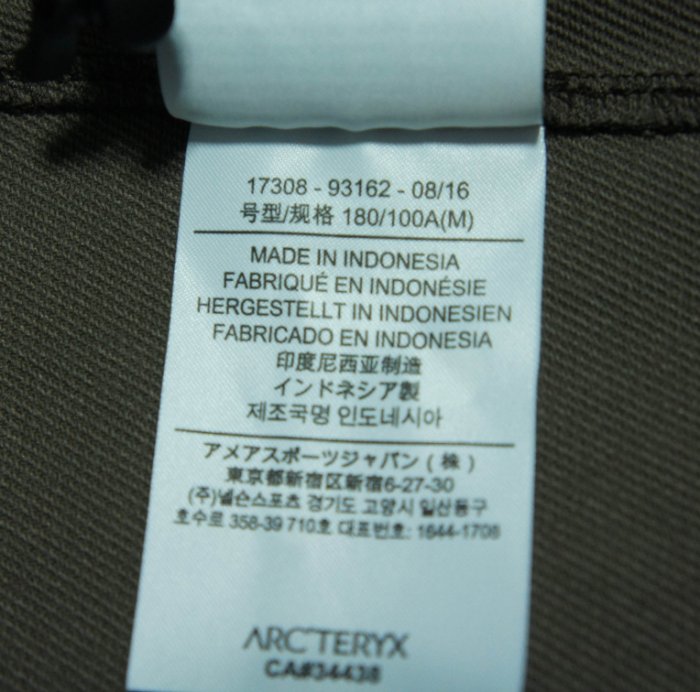 17308 - 93162 - 08/16
号型/规格 180/100A(M)
MADE IN INDONESIA
FABRIQUÉ EN INDONÉSIE
HERGESTELLT IN INDONESIEN
FABRICADO EN INDONESIA
印度尼西亚制造
インドネシア製
제조국명 인도네시아
アメアスポーツジャパン (株)
東京都新宿区新宿6-27-30
(주)넬슨스포츠 경기도 고양시 일산동구
호수로 358-39 710호 대표번호: 1644-1708
ARC'TERYX
CA#34438